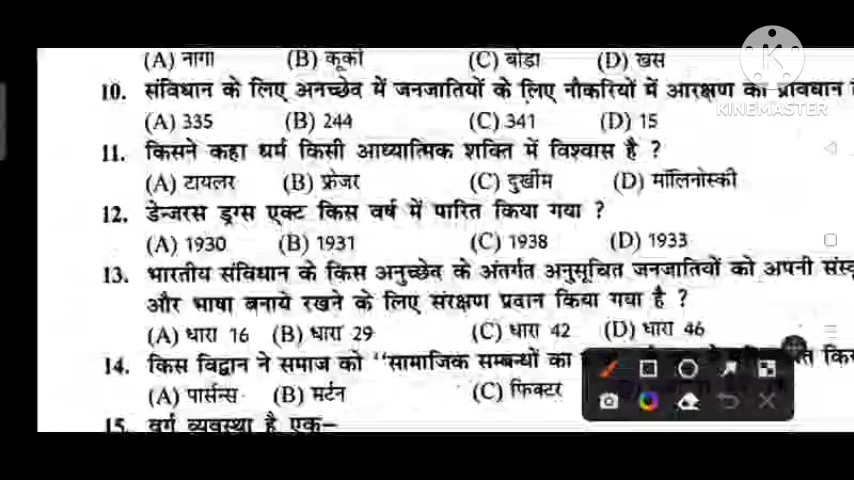 (A) नागा (B) कूकी (C) बोडा (D) खस
10. संविधान के लिए अनच्छेव में जनजातियों के लिए नौकरियों में आरक्षण का प्रावधान
(A) 335 (B) 244 (C) 341 (D) 15
11. किसने कहा धर्म किसी आध्यात्मिक शक्ति में विश्वास है ?
(A) टायलर (B) फ्रेजर (C) दुर्खीम (D) मॉलिनोस्की
12. डेन्जरस ड्रग्स एक्ट किस वर्ष में पारित किया गया ?
(A) 1930 (B) 1931 (C) 1938 (D) 1933
13. भारतीय संविधान के किस अनुच्छेव के अंतर्गत अनुसूचित जनजातियों को अपनी
और भाषा बनाये रखने के लिए संरक्षण प्रवान किया गया है ?
(A) धारा 16 (B) धारा 29 (C) धारा 42 (D) धारा 46
14. किस विद्वान ने समाज को "सामाजिक सम्बन्धों का
(A) पार्सन्स (B) मर्टन (C) फिक्टर
15. वर्ग व्यवस्था है एक–
K
KINEMASTER